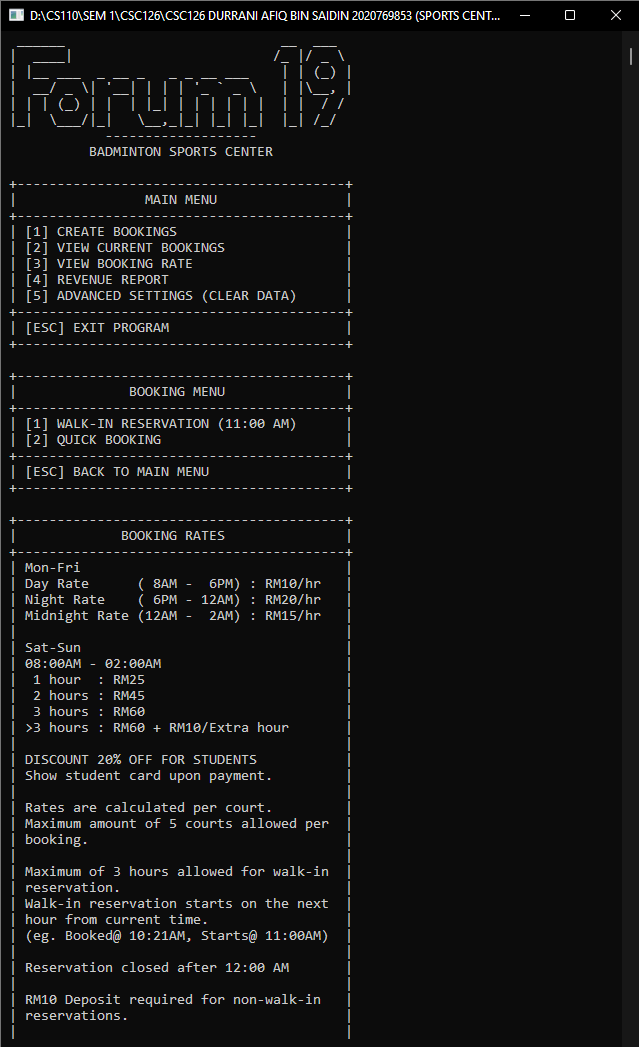 D:\CS110\SEM 1\CSC126\CSC126 DURRANI AFIQ BIN SAIDIN 2020769853 (SPORTS CENT...
Forum 19
BADMINTON SPORTS CENTER
MAIN MENU
[1] CREATE BOOKINGS
[2] VIEW CURRENT BOOKINGS
[3] VIEW BOOKING RATE
[4] REVENUE REPORT
[5] ADVANCED SETTINGS (CLEAR DATA)
[ESC] EXIT PROGRAM
BOOKING MENU
[1] WALK-IN RESERVATION (11:00 AM)
[2] QUICK BOOKING
[ESC] BACK TO MAIN MENU
BOOKING RATES
Mon-Fri
Day Rate ( 8AM - 6PM) : RM10/hr
Night Rate ( 6PM - 12AM) : RM20/hr
Midnight Rate (12AM - 2AM) : RM15/hr
Sat-Sun
08:00AM - 02:00AM
1 hour : RM25
2 hours : RM45
3 hours : RM60
>3 hours : RM60 + RM10/Extra hour
DISCOUNT 20% OFF FOR STUDENTS
Show student card upon payment.
Rates are calculated per court.
Maximum amount of 5 courts allowed per
booking.
Maximum of 3 hours allowed for walk-in
reservation.
Walk-in reservation starts on the next
hour from current time.
(eg. Booked@ 10:21AM, Starts@ 11:00AM)
Reservation closed after 12:00 AM
RM10 Deposit required for non-walk-in
reservations.